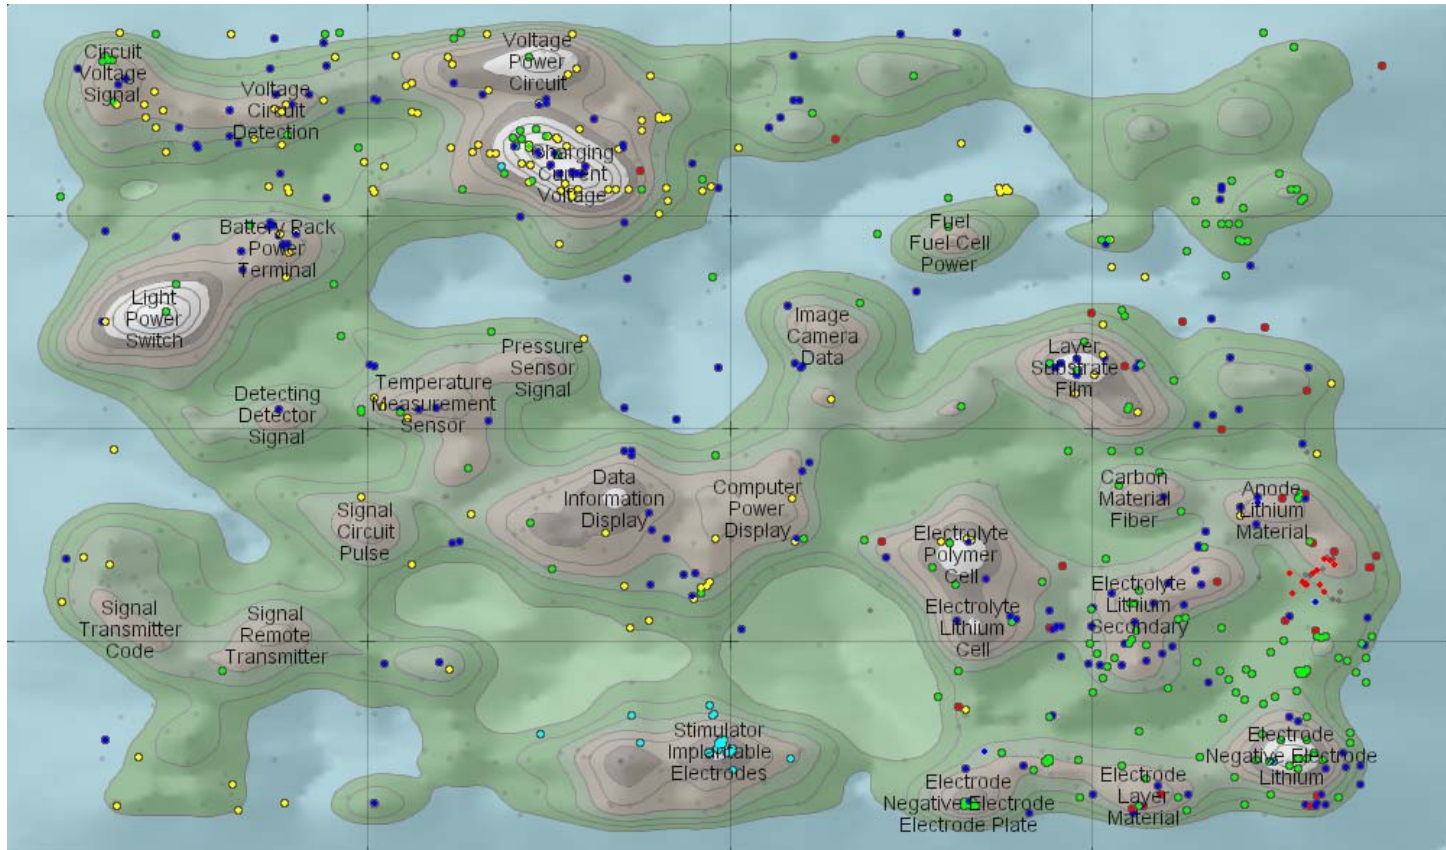 Circuit
Voltage
Signal
Voltage
Circuit
Detection
Voltage
Power
Circuit
Charging
Current
Voltage
Battery Pack
Power
Terminal
Fuel
Fuel Cell
Power
Light
Power
Switch
Image
Camera
Data
Layer
Substrate
Film
Pressure
Sensor
Signal
Temperature
Measurement
Sensor
Detecting
Detector
Signal
Data
Information
Display
Computer
Power
Display
Carbon
Material
Fiber
Anode
Lithium
Material
Signal
Circuit
Pulse
Electrolyte
Polymer
Cell
Electrolyte
Lithium
Cell
Electrolyte
Lithium
Secondary
Signal
Transmitter
Code
Signal
Remote
Transmitter
Stimulator
Implantable
Electrodes
Electrode
Negative Electrode
Lithium
Electrode
Negative Electrode
Electrode Plate
Electrode
Layer
Material